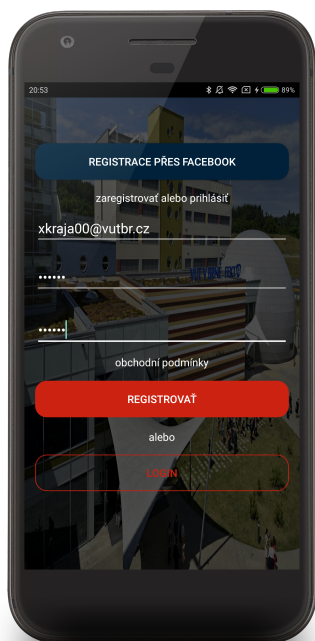 20:53
89%
REGISTRACE PŘES FACEBOOK
zaregistrovať alebo prihlásiť
xkraja00@vutbr.cz
••••••
••••••
obchodní podmínky
REGISTROVAŤ
alebo
LOGIN